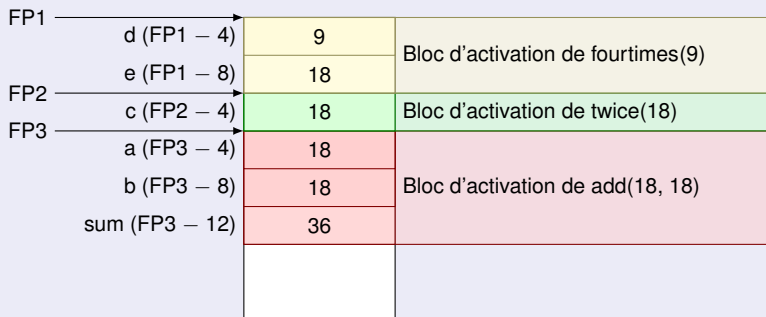 FP1
d (FP1 − 4) 9
Bloc d'activation de fourtimes(9)
e (FP1 − 8) 18
FP2
c (FP2 − 4) 18 Bloc d'activation de twice(18)
FP3
a (FP3 − 4) 18
b (FP3 − 8) 18 Bloc d'activation de add(18, 18)
sum (FP3 − 12) 36